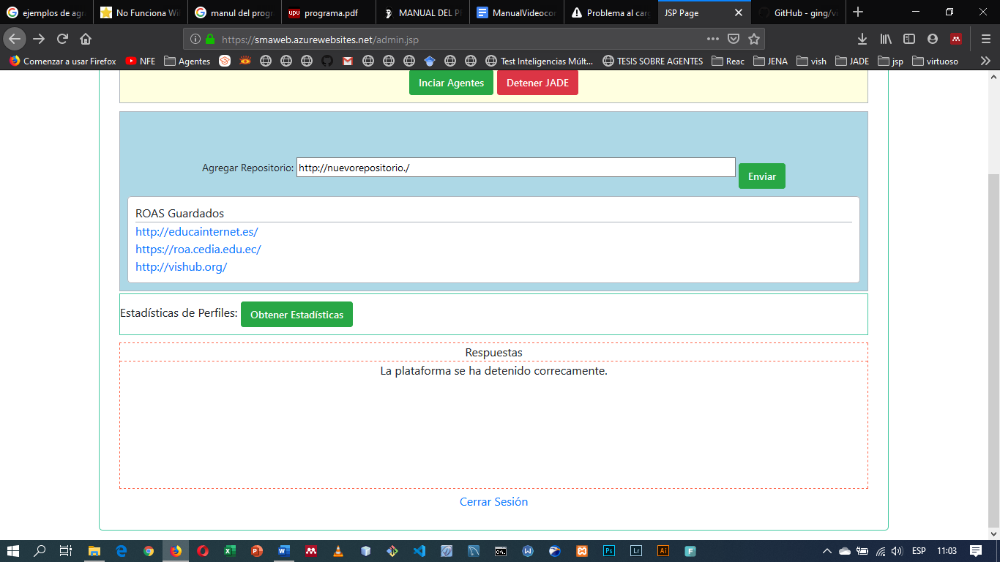 ejemplos de agr
No Funciona Wi
manul del progr
programa.pdf
MANUAL DEL P
ManualVideocor
Problema al carg
JSP Page
GitHub - ging/vi
https://smaweb.azurewebsites.net/admin.jsp
Comenzar a usar Firefox
NFE
Agentes
Test Inteligencias Múlt...
TESIS SOBRE AGENTES
Reac
JENA
vish
JADE
jsp
virtuoso
Inciar Agentes
Detener JADE
Agregar Repositorio:
http://nuevorepositorio./
Enviar
ROAS Guardados
http://educainternet.es/
https://roa.cedia.edu.ec/
http://vishub.org/
Estadísticas de Perfiles:
Obtener Estadísticas
Respuestas
La plataforma se ha detenido correcamente.
Cerrar Sesión
ESP
11:03